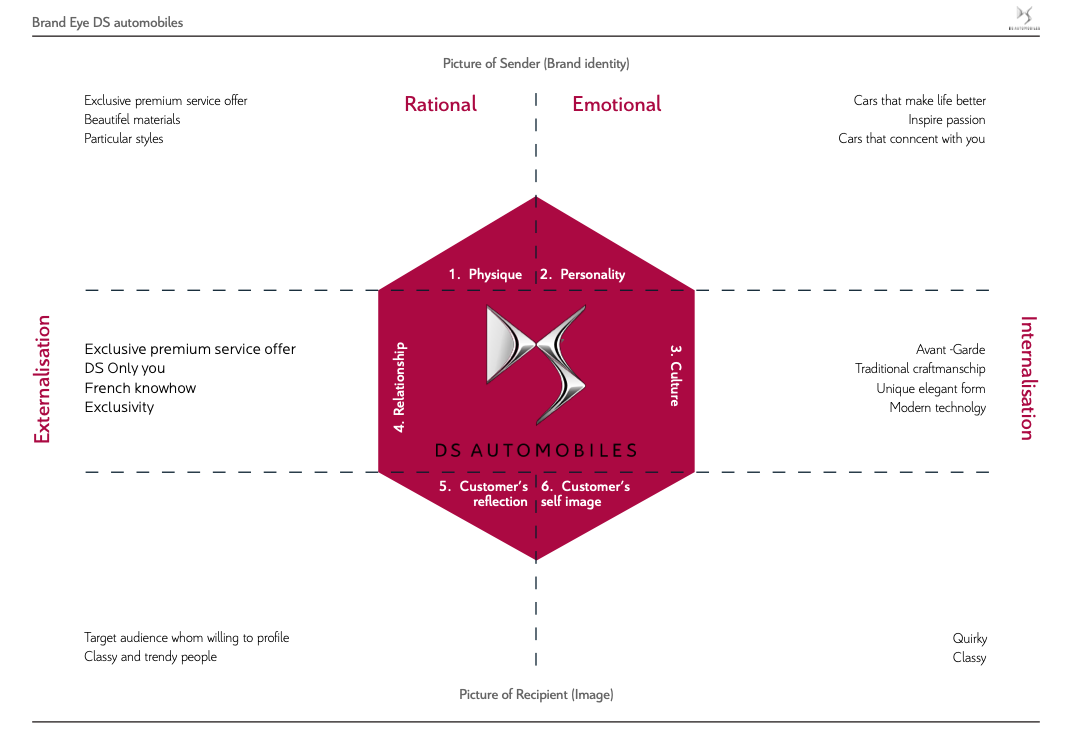 Brand Eye DS automobiles
DS AUTOMOBILES
Picture of Sender (Brand identity)
Rational
Emotional
Exclusive premium service offer
Beautifel materials
Particular styles
Cars that make life better
Inspire passion
Cars that conncent with you
1. Physique
2. Personality
Externalisation
Exclusive premium service offer
DS Only you
French knowhow
Exclusivity
4. Relationship
DS AUTOMOBILES
3. Culture
Avant -Garde
Traditional craftmanschip
Unique elegant form
Modern technolgy
Internalisation
5. Customer's
reflection
6. Customer's
self image
Target audience whom willing to profile
Classy and trendy people
Quirky
Classy
Picture of Recipient (Image)